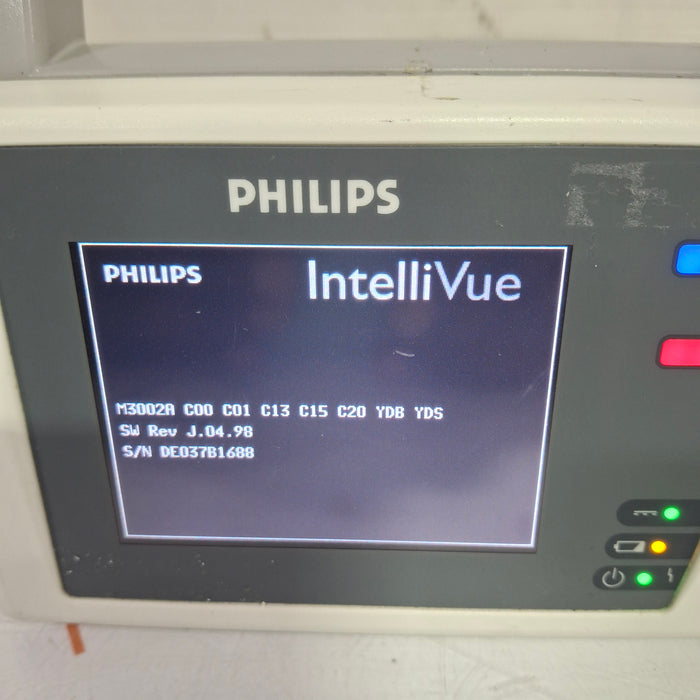 PHILIPS
PHILIPS IntelliVue
M3002A C00 C01 C13 C15 C20 YDB YDS
SW Rev J.04.98
S/N DE037B1688